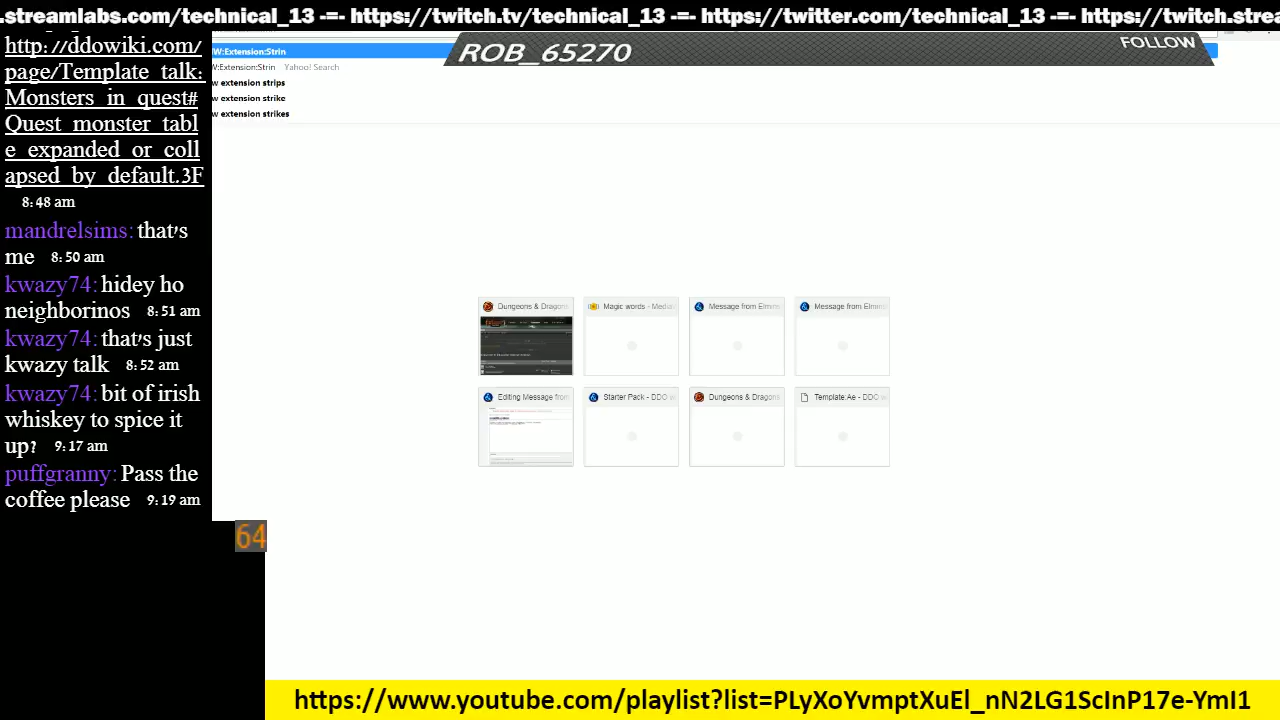 .streamlabs.com/technical_13 -=- https://twitch.tv/technical_13 -=- https://twitter.com/technical_13 -=- https://twitch.strea
http://ddowiki.com/
page/Template_talk:
Monsters_in_quest#
Quest_monster_tabl
e_expanded_or_coll
apsed_by_default.3F
8:48 am
mandrelsims: that's
me 8:50 am
kwazy74: hidey ho
neighborinos 8:51 am
kwazy74: that's just
kwazy talk 8:52 am
kwazy74: bit of irish
whiskey to spice it
up? 9:17 am
puffgranny: Pass the
coffee please 9:19 am
64
W:Extension:Strin
W:Extension:Strin Yahoo! Search
w extension strips
w extension strike
w extension strikes
ROB_65270
FOLLOW
Dungeons & Dragons
Magic words - Media
Message from Elmm
Message from Elmm
Editing Message from
Starter Pack - DDO w
Dungeons & Dragons
Template:Ae - DDO w
https://www.youtube.com/playlist?list=PLyXoYvmptXuEl_nN2LG1ScInP17e-YmI1